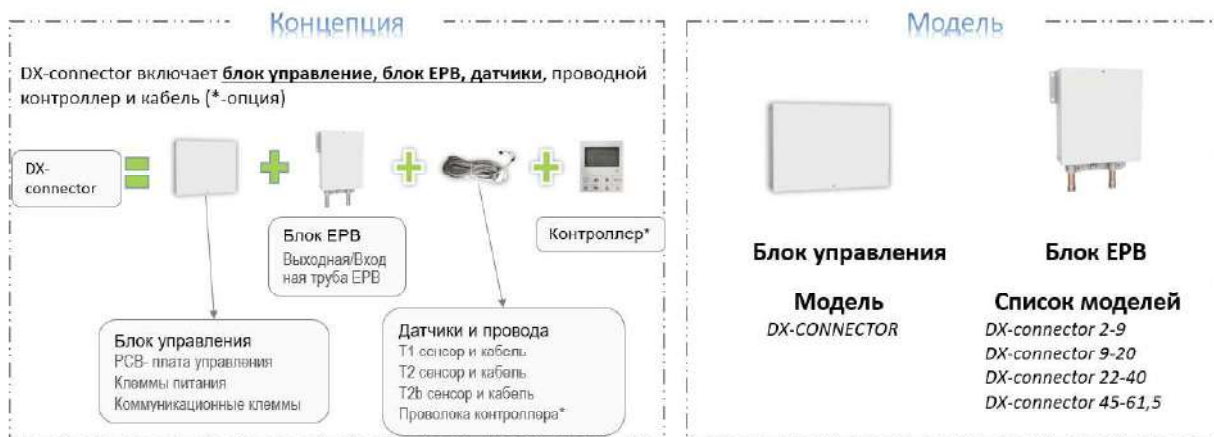 Концепция
DX-connector включает блок управление, блок ЕРВ, датчики, проводной
контроллер и кабель (*-опция)
DX-
connector
Контроллер*
Блок ЕРВ
Выходная/Вход
ная труба ЕРВ
Блок управления
РСВ- плата управления
Клеммы питания
Коммуникационные клеммы
Датчики и провода
Т1 сенсор и кабель
Т2 сенсор и кабель
T2b сенсор и кабель
Проволока контроллера*
Модель
Блок управления
Модель
DX-CONNECTOR
Блок ЕРВ
Список моделей
DX-connector 2-9
DX-connector 9-20
DX-connector 22-40
DX-connector 45-61,5